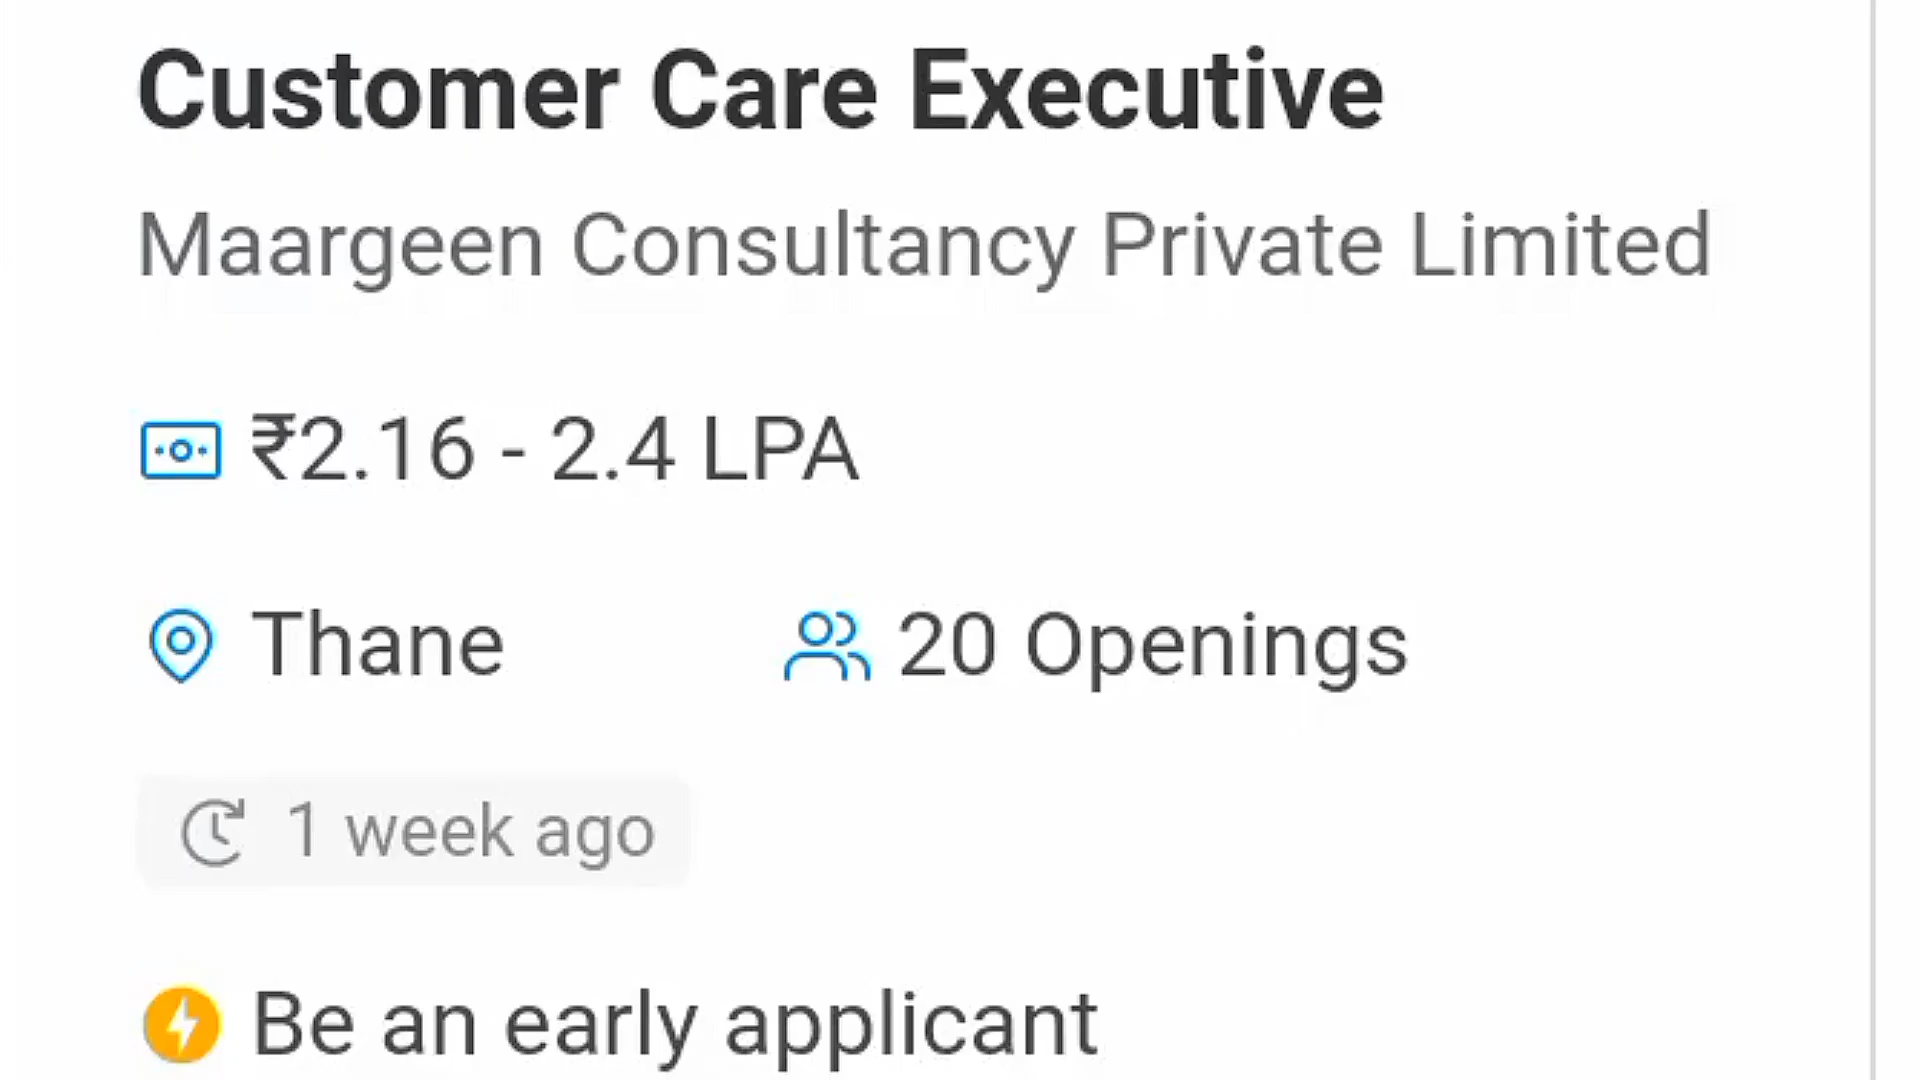 Customer Care Executive
Maargeen Consultancy Private Limited
₹2.16 - 2.4 LPA
Thane 20 Openings
1 week ago
Be an early applicant